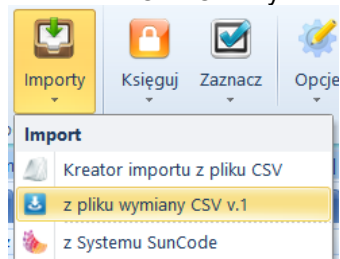 Importy
Księguj
Zaznacz
Opcje
Import
Kreator importu z pliku CSV
z pliku wymiany CSV v.1
z Systemu SunCode